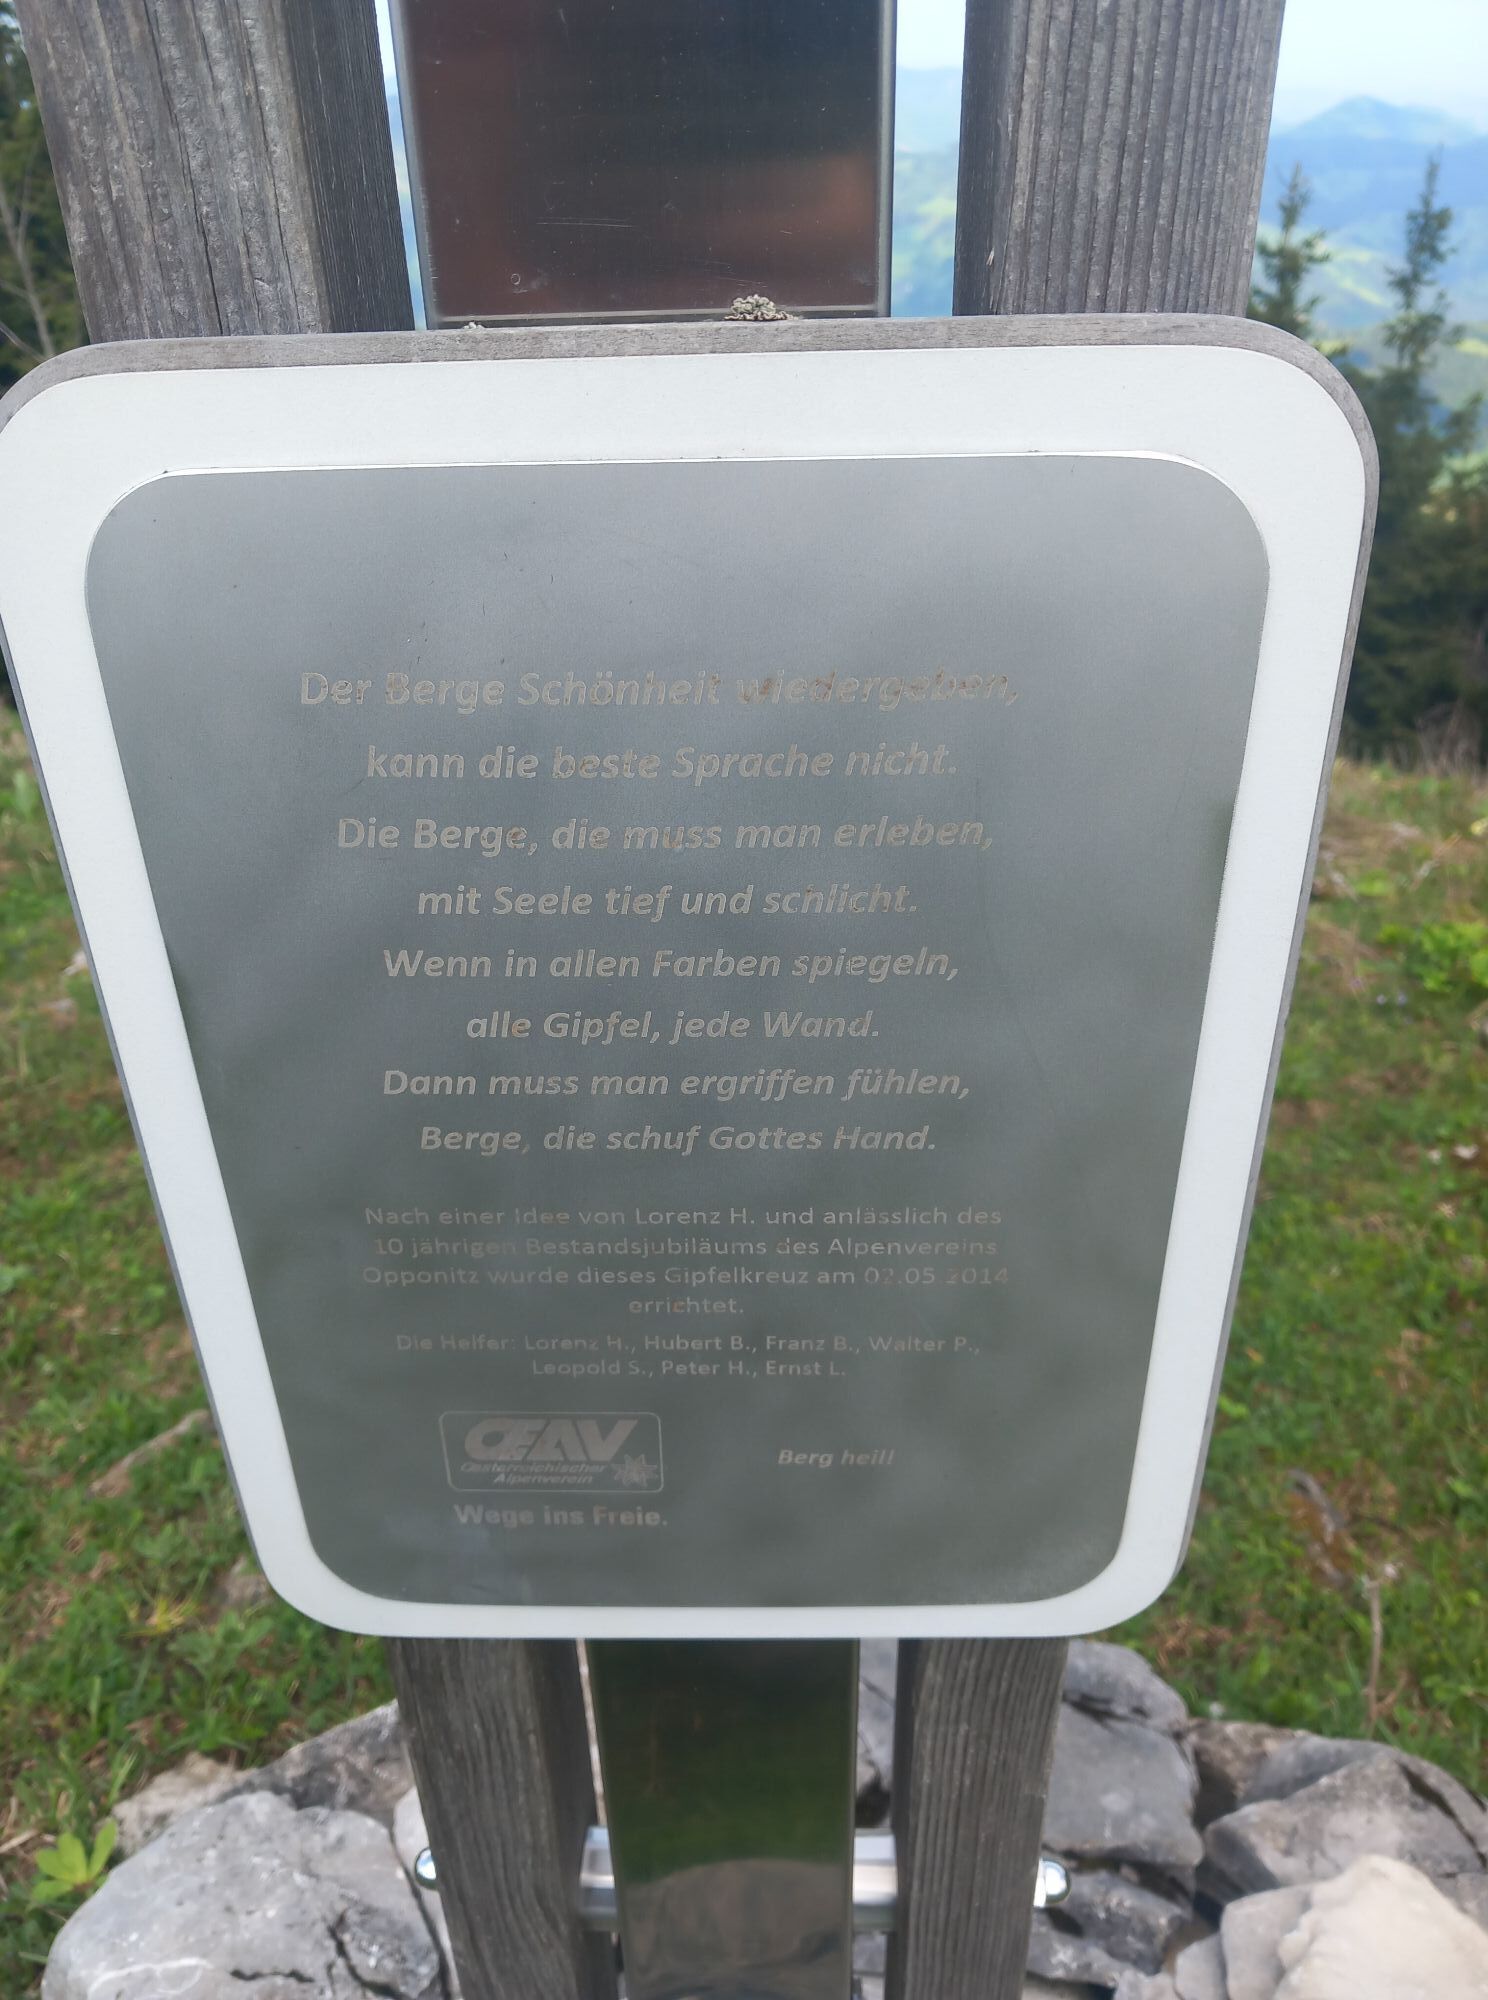 Der Berge Schönheit wiedergeben,
kann die beste Sprache nicht.
Die Berge, die muss man erleben,
mit Seele tief und schlicht.
Wenn in allen Farben spiegeln,
alle Gipfel, jede Wand.
Dann muss man ergriffen fühlen,
Berge, die schuf Gottes Hand.
Nach einer Idee von Lorenz H. und anlässlich des
10 jährigen Bestandsjubiläums des Alpenvereins
Opponitz wurde dieses Gipfelkreuz am 02.05.2014
errichtet.
Die Helfer: Lorenz H., Hubert B., Franz B., Walter P.,
Leopold S., Peter H., Ernst L.
OEAV
Oesterreichischer
Alpenverein
Wege ins Freie.
Berg heil!